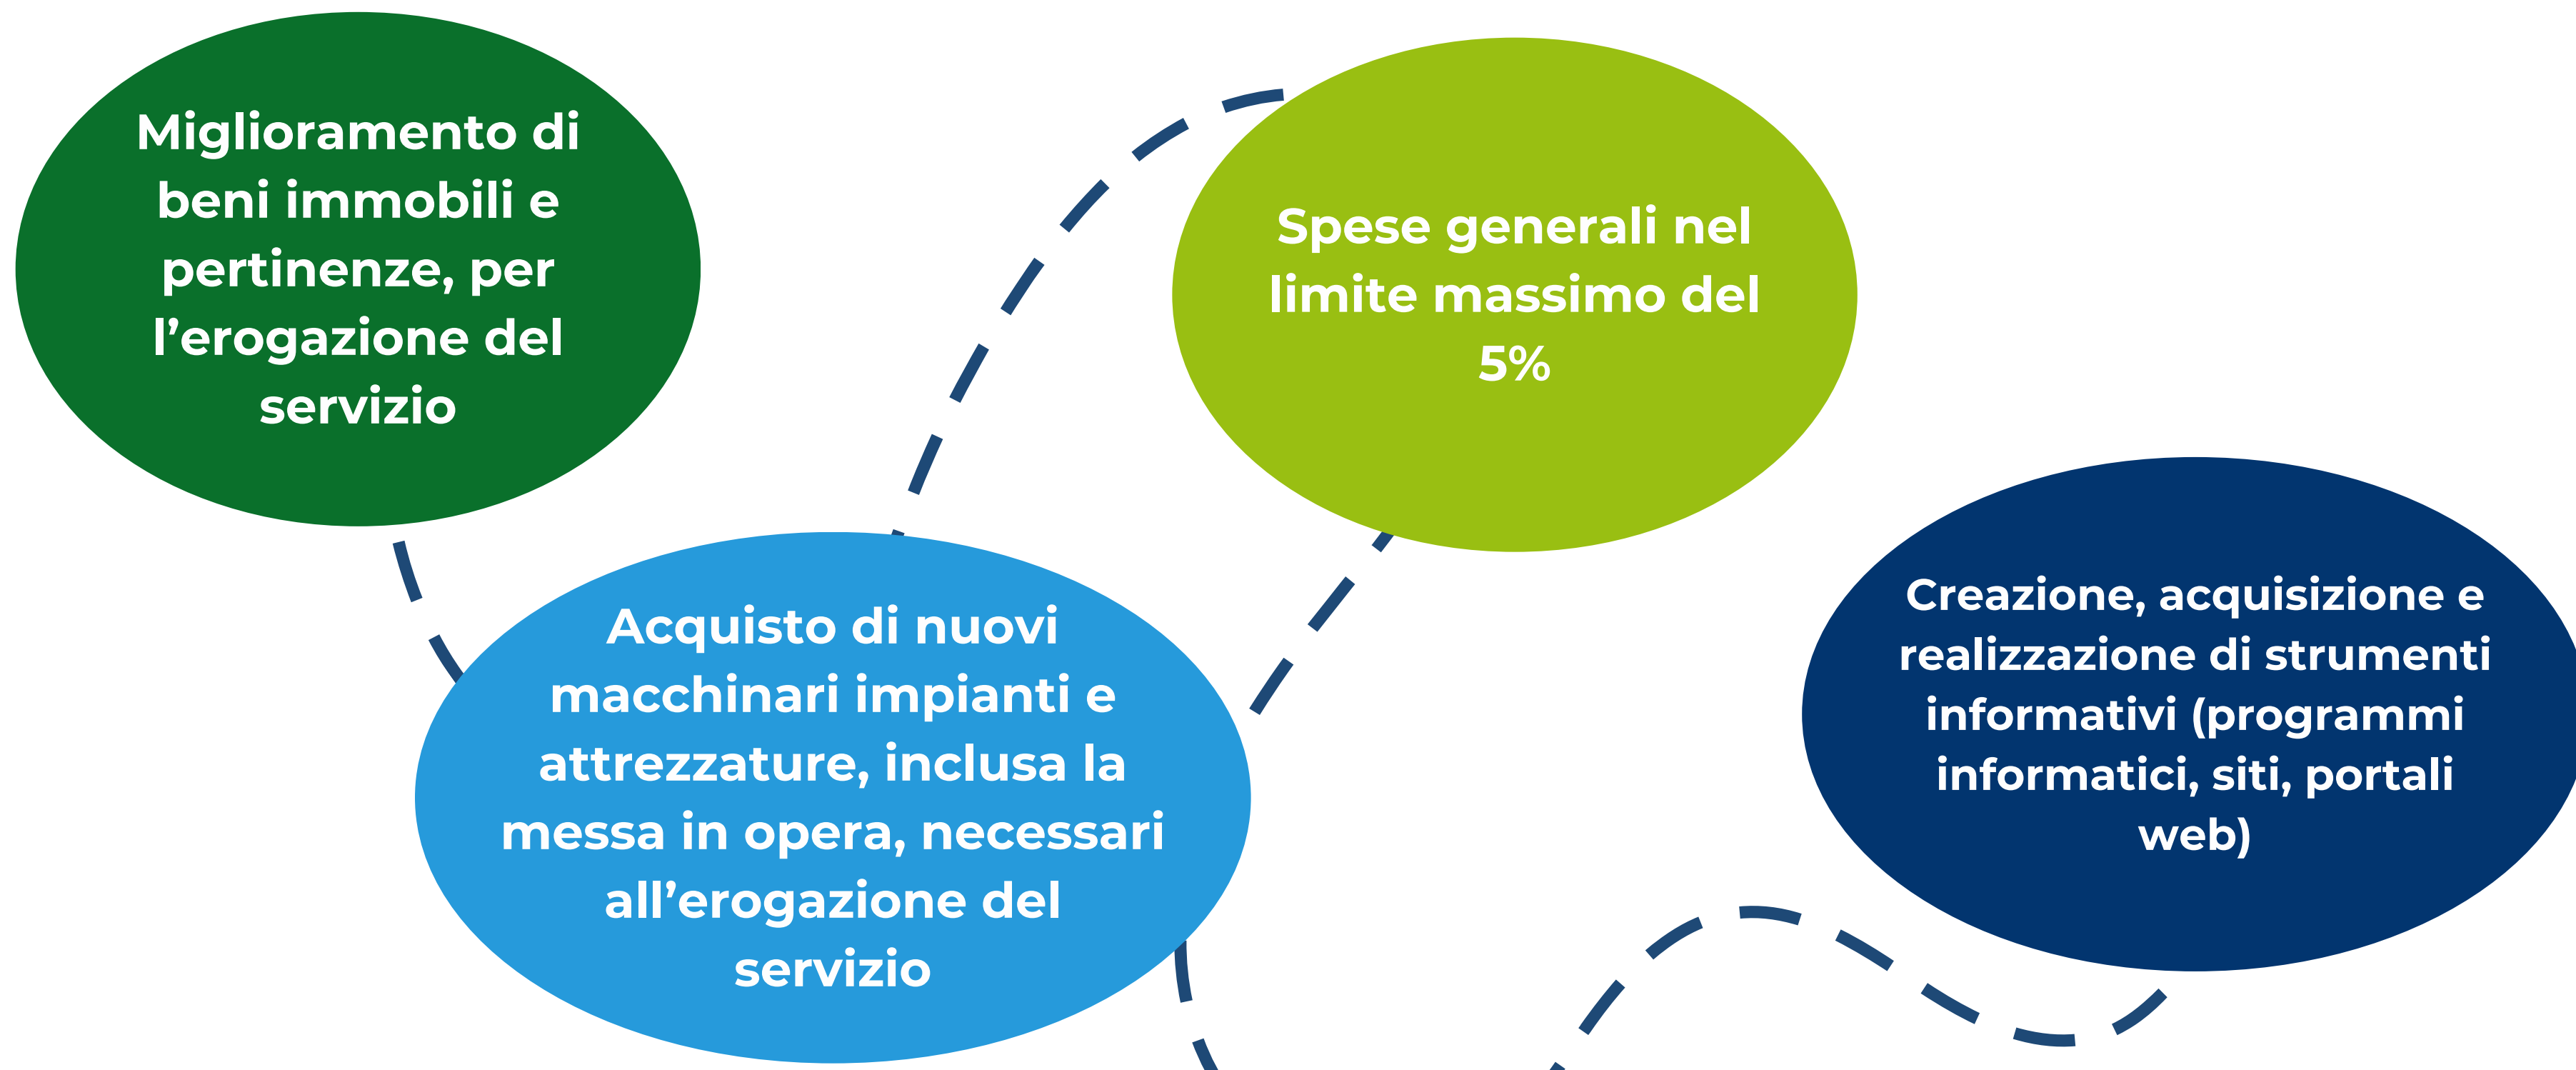 Miglioramento di
beni immobili e
pertinenze, per
l’erogazione del
servizio
Spese generali nel
limite massimo del
5%
Acquisto di nuovi
macchinari impianti e
attrezzature, inclusa la
messa in opera, necessari
all’erogazione del
servizio
Creazione, acquisizione e
realizzazione di strumenti
informativi (programmi
informatici, siti, portali
web)